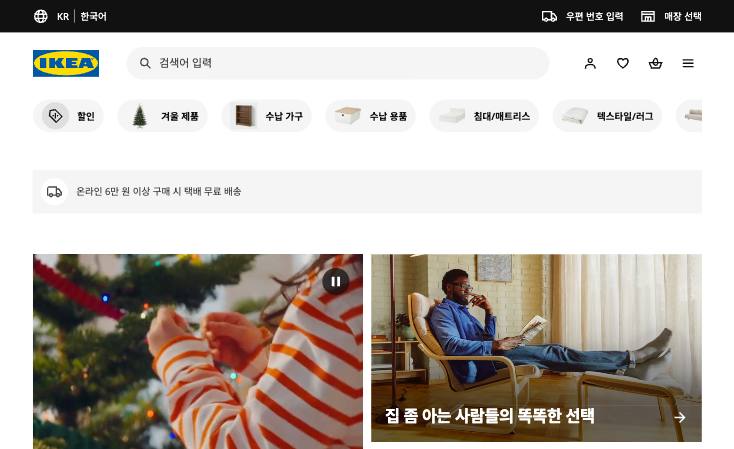 KR 한국어
우편 번호 입력
매장 선택
IKEA
검색어 입력
할인
겨울 제품
수납 가구
수납 용품
침대/매트리스
텍스타일/러그
온라인 6만 원 이상 구매 시 택배 무료 배송
집 좀 아는 사람들의 똑똑한 선택